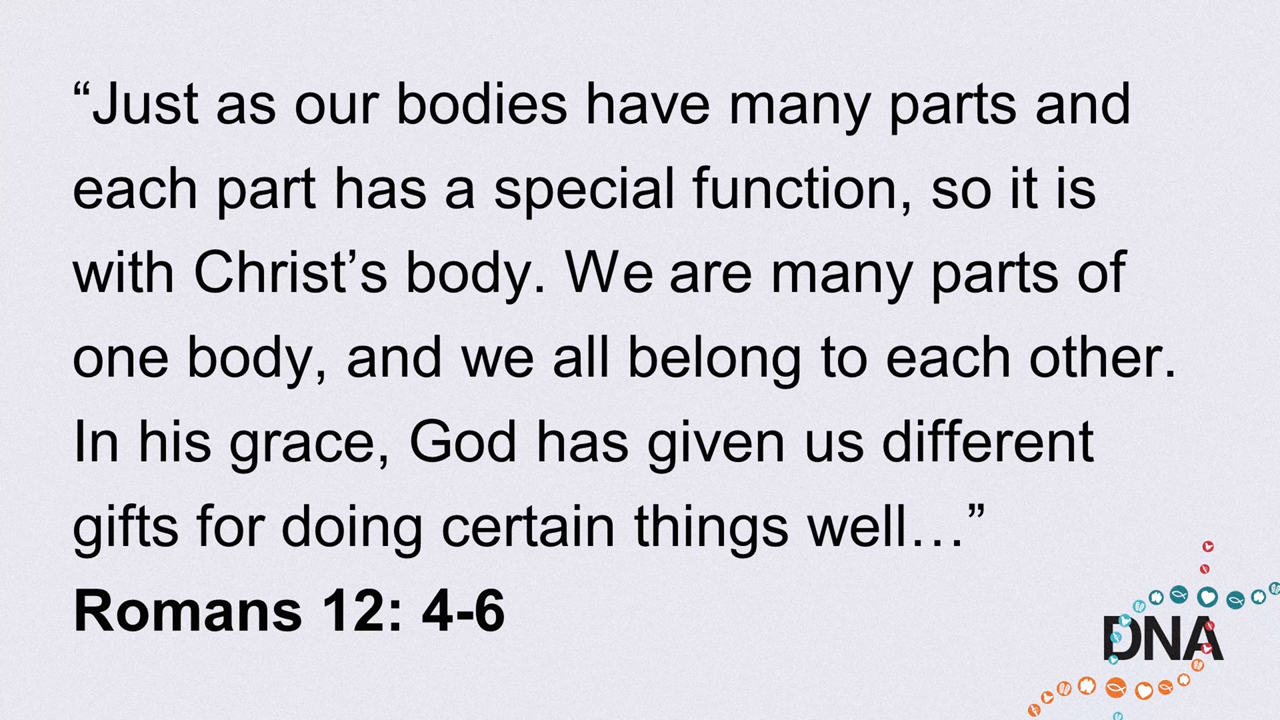 “Just as our bodies have many parts and
each part has a special function, so it is
with Christ’s body. We are many parts of
one body, and we all belong to each other.
In his grace, God has given us different
gifts for doing certain things well…”
Romans 12: 4-6
DNA